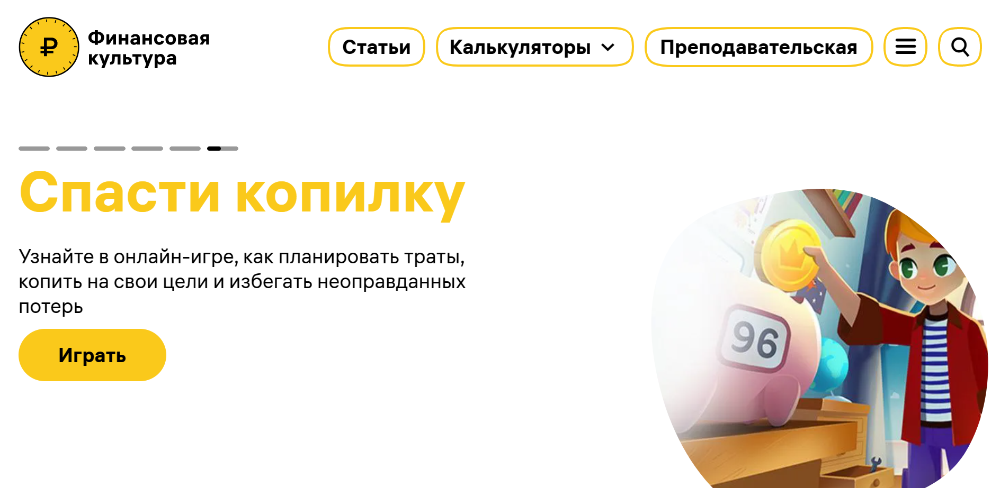 Финансовая
культура
Статьи
Калькуляторы
Преподавательская
Спасти копилку
Узнайте в онлайн-игре, как планировать траты,
копить на свои цели и избегать неоправданных
потерь
Играть
96